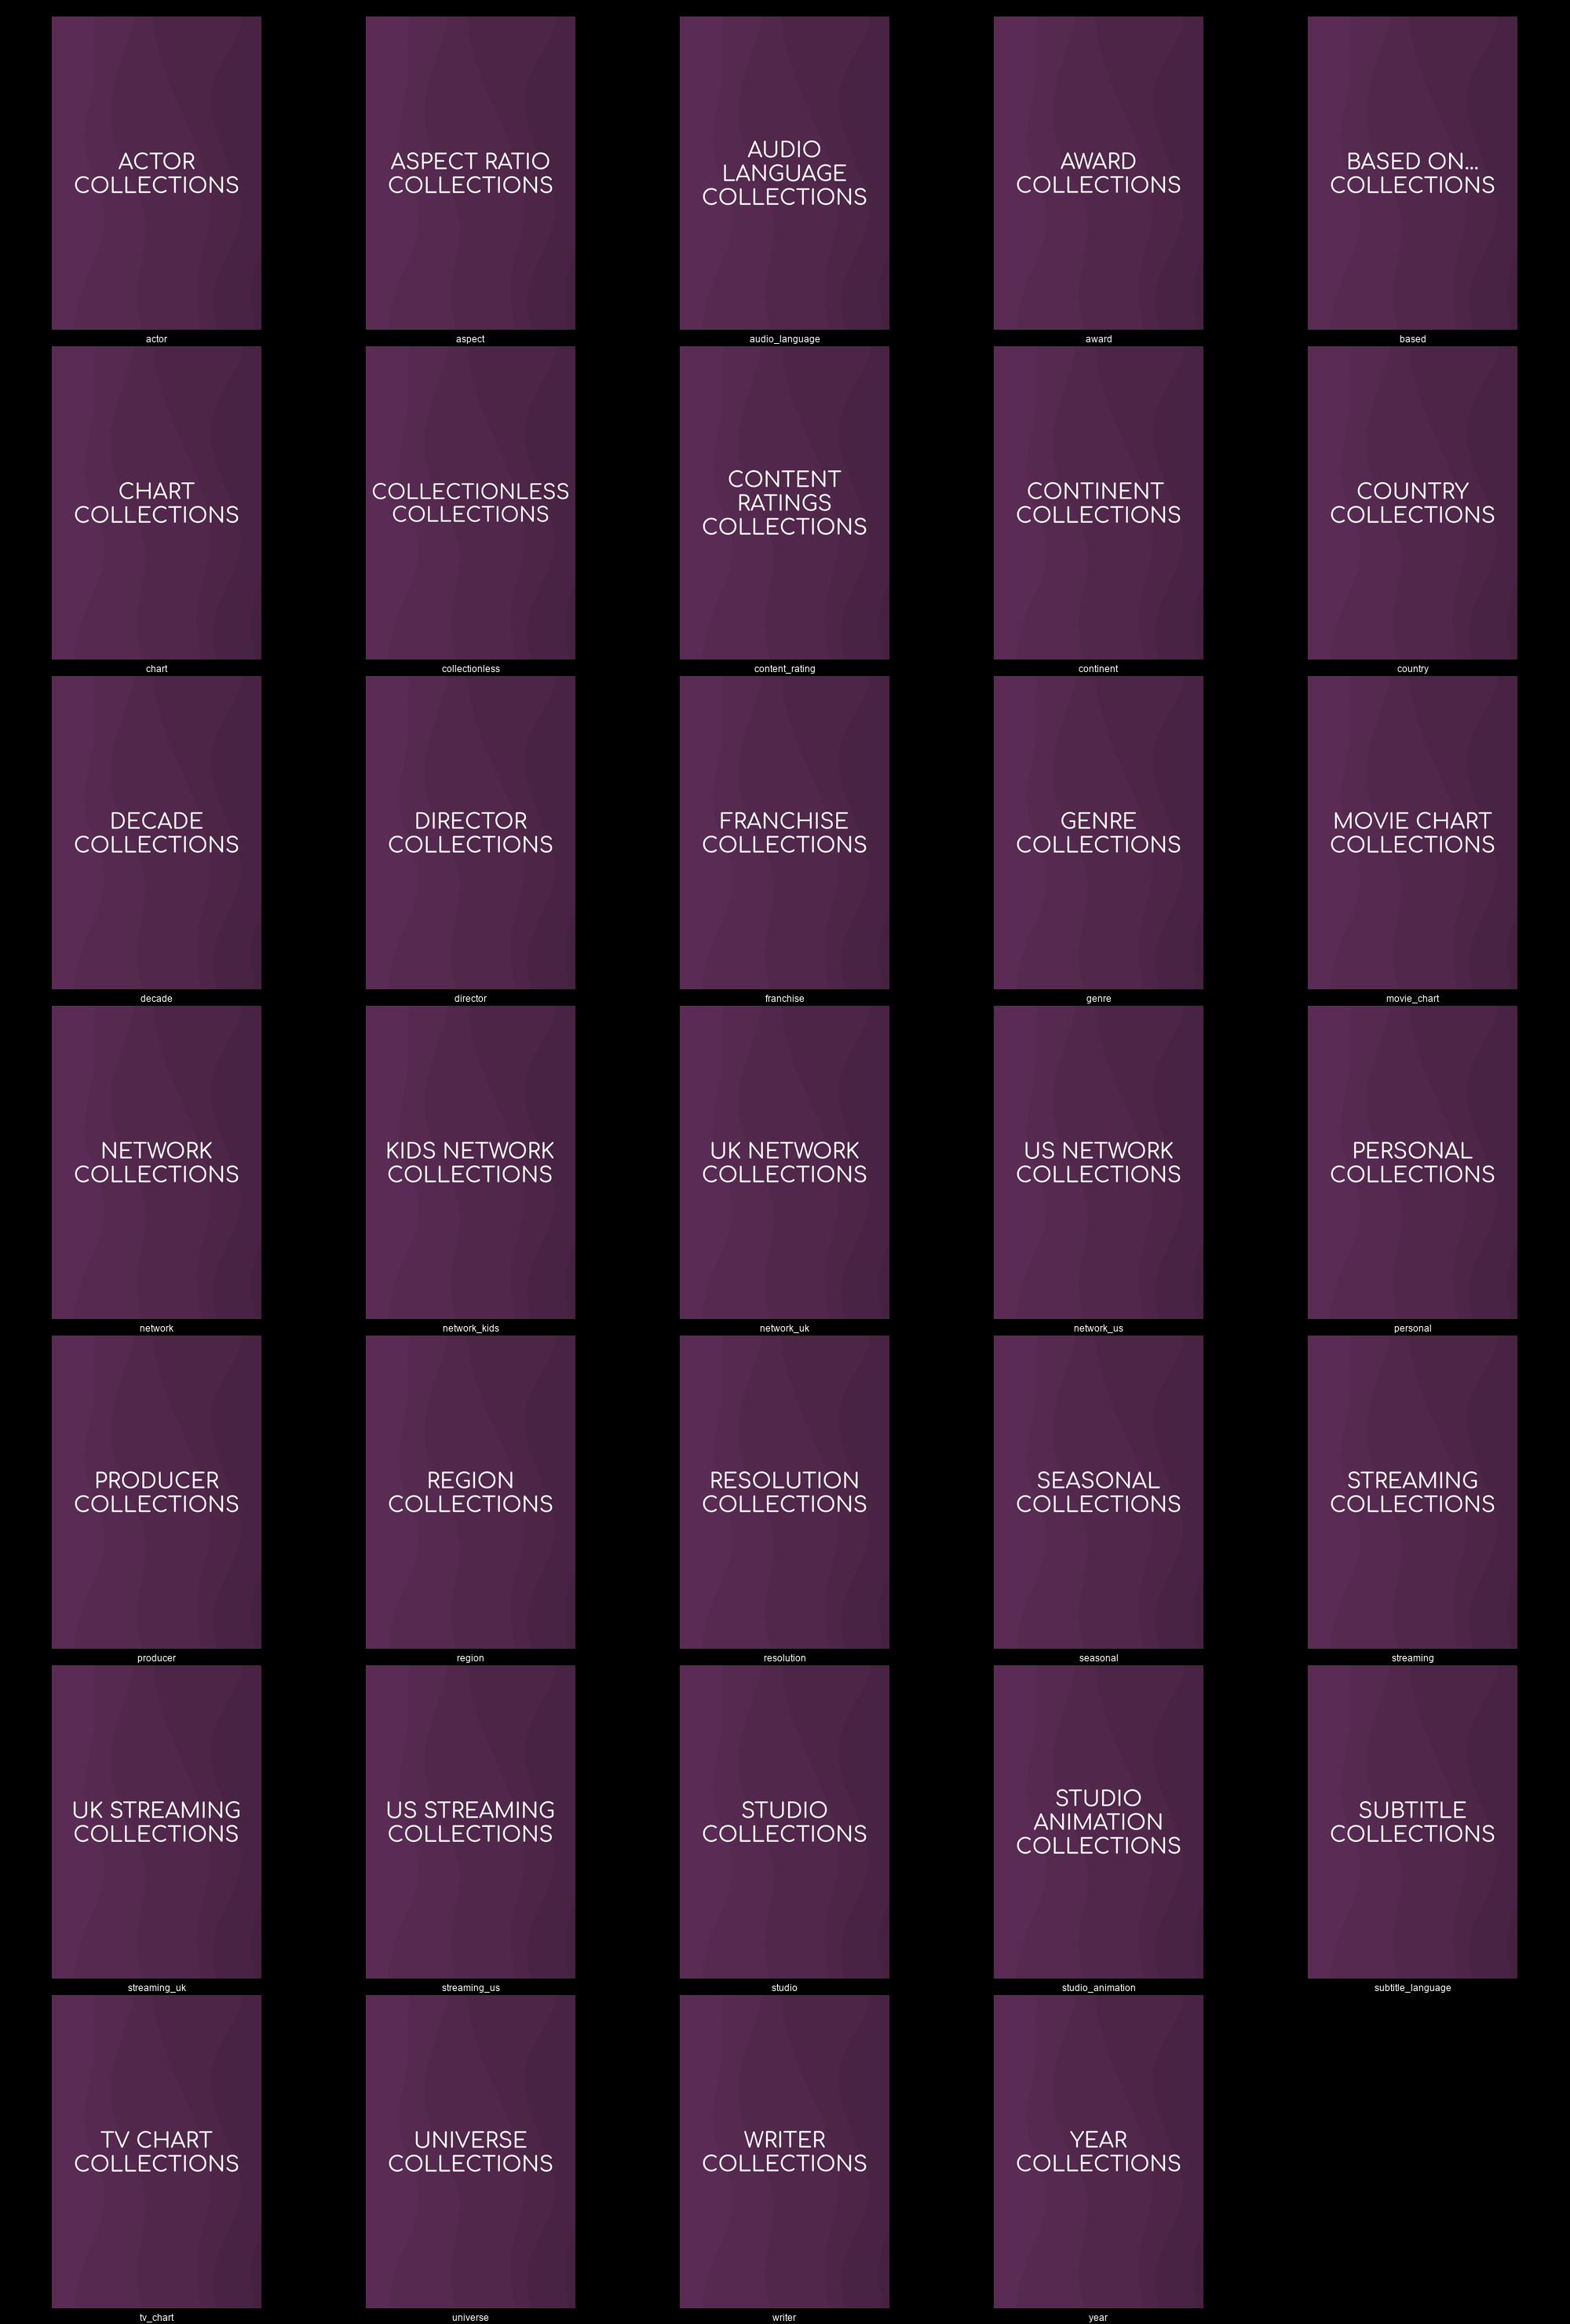 ACTOR
COLLECTIONS
actor
ASPECT RATIO
COLLECTIONS
aspect
AUDIO
LANGUAGE
COLLECTIONS
audio_language
AWARD
COLLECTIONS
award
BASED ON...
COLLECTIONS
based
CHART
COLLECTIONS
chart
COLLECTIONLESS
COLLECTIONS
collectionless
CONTENT
RATINGS
COLLECTIONS
content_rating
CONTINENT
COLLECTIONS
continent
COUNTRY
COLLECTIONS
country
DECADE
COLLECTIONS
decade
DIRECTOR
COLLECTIONS
director
FRANCHISE
COLLECTIONS
franchise
GENRE
COLLECTIONS
genre
MOVIE CHART
COLLECTIONS
movie_chart
NETWORK
COLLECTIONS
network
KIDS NETWORK
COLLECTIONS
network_kids
UK NETWORK
COLLECTIONS
network_uk
US NETWORK
COLLECTIONS
network_us
PERSONAL
COLLECTIONS
personal
PRODUCER
COLLECTIONS
producer
REGION
COLLECTIONS
region
RESOLUTION
COLLECTIONS
resolution
SEASONAL
COLLECTIONS
seasonal
STREAMING
COLLECTIONS
streaming
UK STREAMING
COLLECTIONS
streaming_uk
US STREAMING
COLLECTIONS
streaming_us
STUDIO
COLLECTIONS
studio
STUDIO
ANIMATION
COLLECTIONS
studio_animation
SUBTITLE
COLLECTIONS
subtitle_language
TV CHART
COLLECTIONS
tv_chart
UNIVERSE
COLLECTIONS
universe
WRITER
COLLECTIONS
writer
YEAR
COLLECTIONS
year